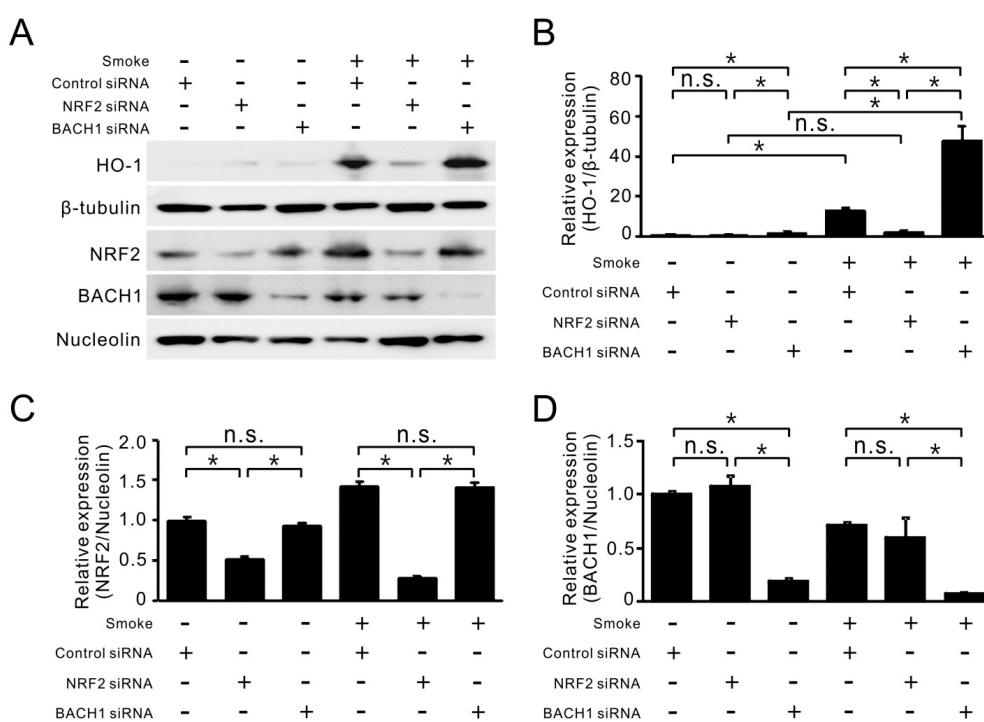 A
Smoke - - - + + +
Control siRNA + - - + - -
NRF2 siRNA - + - - + -
BACH1 siRNA - - + - - +
HO-1
β-tubulin
NRF2
BACH1
Nucleolin
B
Relative expression
(HO-1/β-tubulin)
80
60
40
20
0
* *
n.s. * * *
*
n.s.
*
Smoke - - - + + +
Control siRNA + - - + - -
NRF2 siRNA - + - - + -
BACH1 siRNA - - + - - +
C
Relative expression
(NRF2/Nucleolin)
2.0
1.5
1.0
0.5
0
n.s. n.s.
* * * *
Smoke - - - + + +
Control siRNA + - - + - -
NRF2 siRNA - + - - + -
BACH1 siRNA - - + - - +
D
Relative expression
(BACH1/Nucleolin)
1.5
1.0
0.5
0
* *
n.s. * n.s. *
Smoke - - - + + +
Control siRNA + - - + - -
NRF2 siRNA - + - - + -
BACH1 siRNA - - + - - +